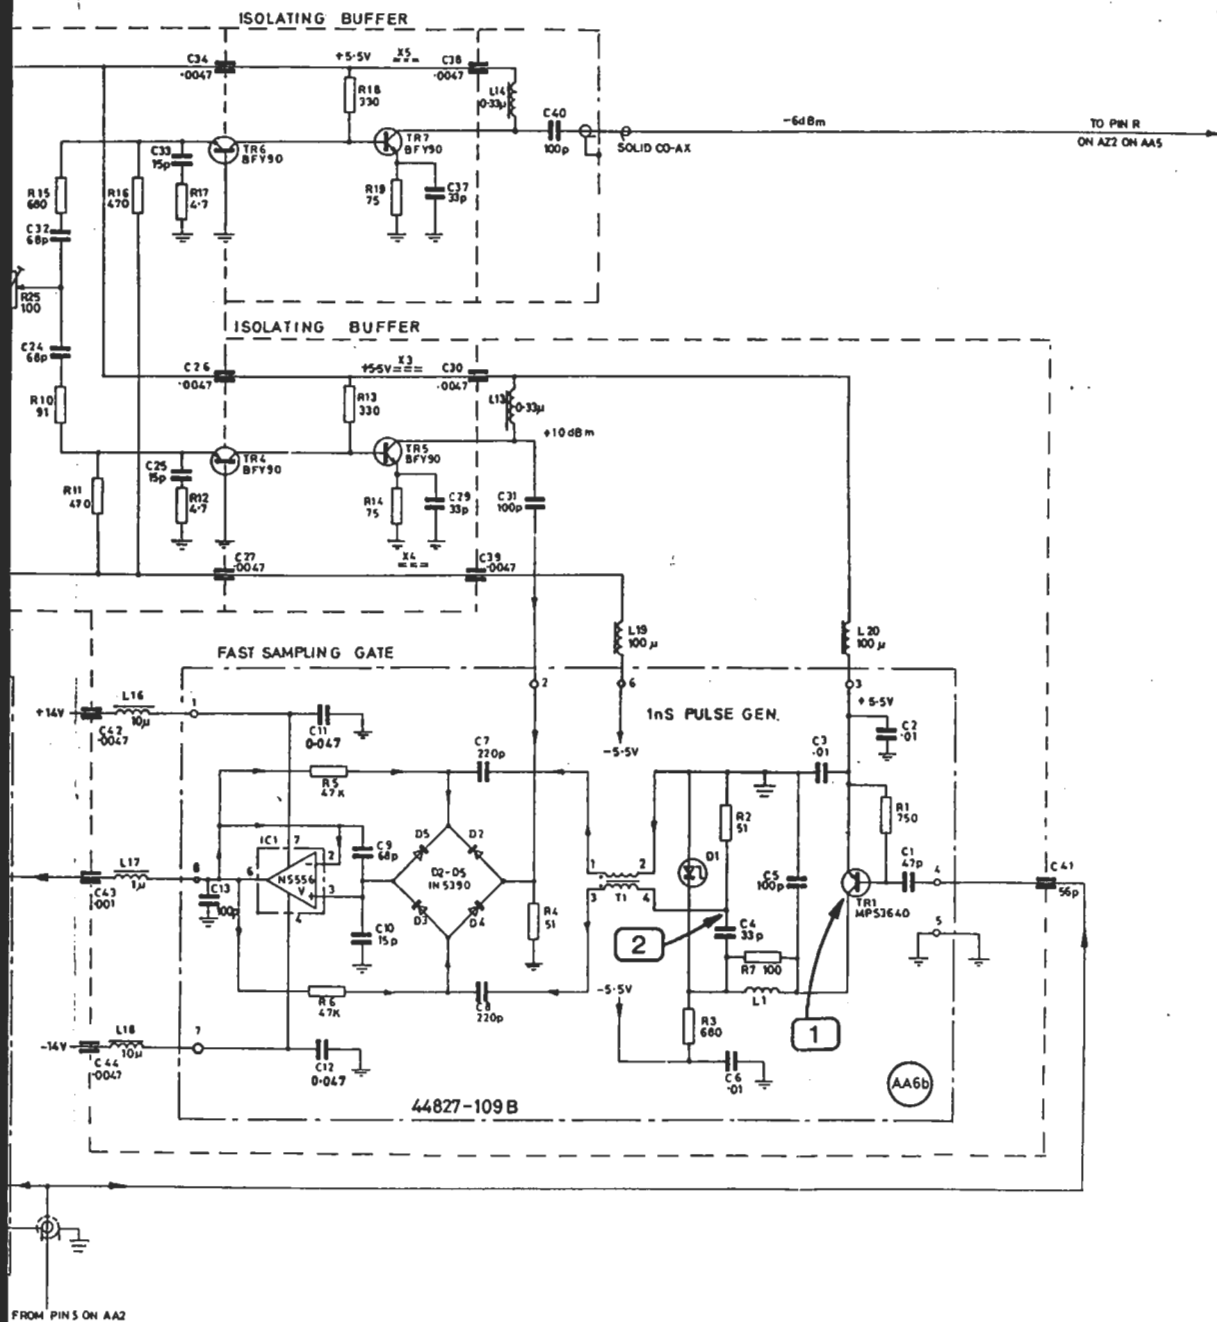 ISOLATING BUFFER
C34
·0047
+5·5V
X5
C38
·0047
R18
330
L14
0·33µ
C40
100p
SOLID CO-AX
-6dBm
TO PIN R
ON AZ2 ON AA5
TR7
BFY90
TR6
BFY90
C33
15p
R15
680
R16
470
R17
4·7
R19
75
C37
33p
C32
68p
R25
100
ISOLATING BUFFER
C24
68p
C26
·0047
+5·5V
X3
C30
·0047
R10
91
R13
330
L13
0·33µ
+10dBm
TR5
BFY90
TR4
BFY90
C25
15p
R11
470
R12
4·7
R14
75
C29
33p
C31
100p
C27
·0047
X4
C39
·0047
L19
100µ
L20
100µ
FAST SAMPLING GATE
L16
10µ
+14V
C42
·0047
1
2
6
3
C11
0·047
1nS PULSE GEN.
+5·5V
-5·5V
C2
·01
C7
220p
C3
·01
R5
47K
R1
750
R2
51
IC1
7
C9
68p
D5
D2
2
6
N5556
3
V
4
D2-D5
IN5390
D3
D4
L17
1µ
8
C43
·001
C13
100p
C10
15p
R4
51
1
2
3
4
T1
D1
C5
100p
C1
47p
4
C41
56p
TR1
MPS3640
5
C4
33p
2
R7 100
L1
R6
47K
C8
220p
-5·5V
R3
680
1
L18
10µ
-14V
C44
·0047
7
C12
0·047
C6
·01
AA6b
44827-109B
FROM PIN 5 ON AA2